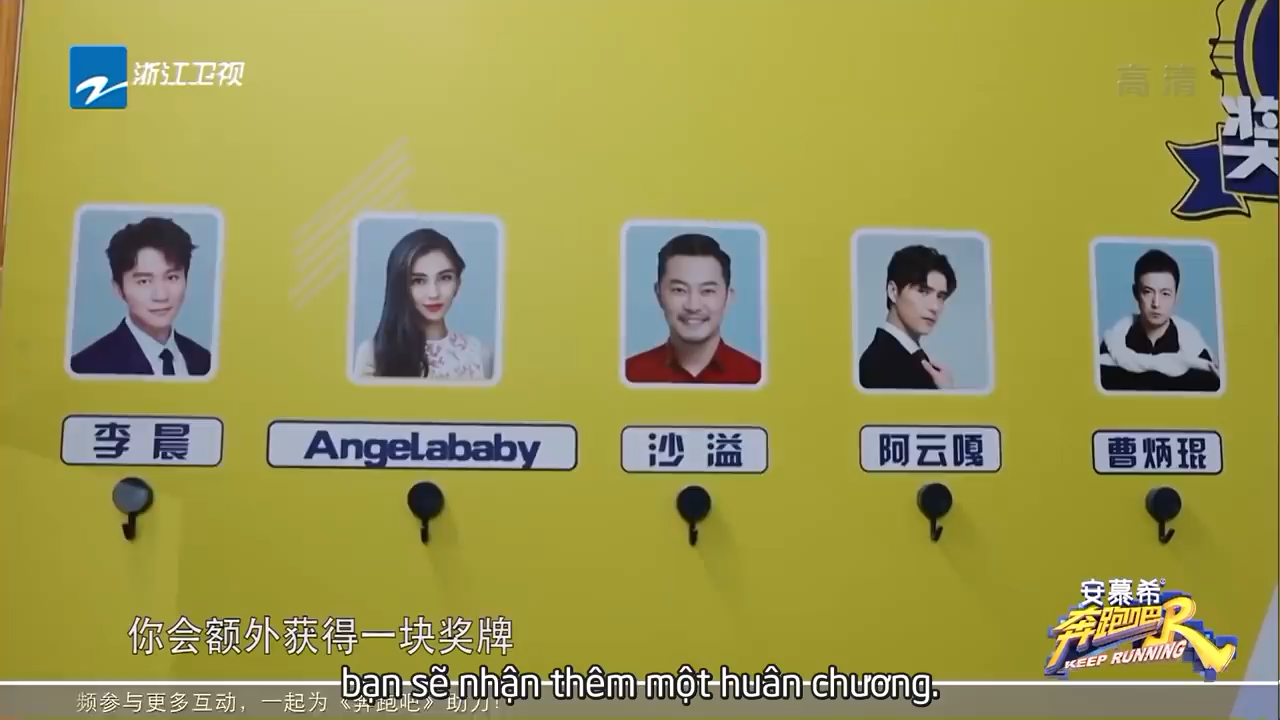 浙江卫视
高清
奖
李晨
Angelababy
沙溢
阿云嘎
曹炳琨
你会额外获得一块奖牌
bạn sẽ nhận thêm một huân chương.
安慕希
奔跑吧
KEEP RUNNING
频参与更多互动，一起为《奔跑吧》助力！